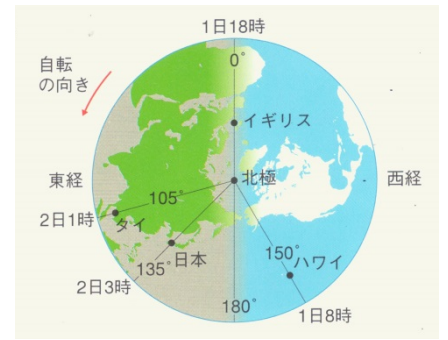 1日18時
0°
自転
の向き
イギリス
北極
東経
西経
105°
2日1時
タイ
日本
135°
150°
ハワイ
2日3時
180°
1日8時